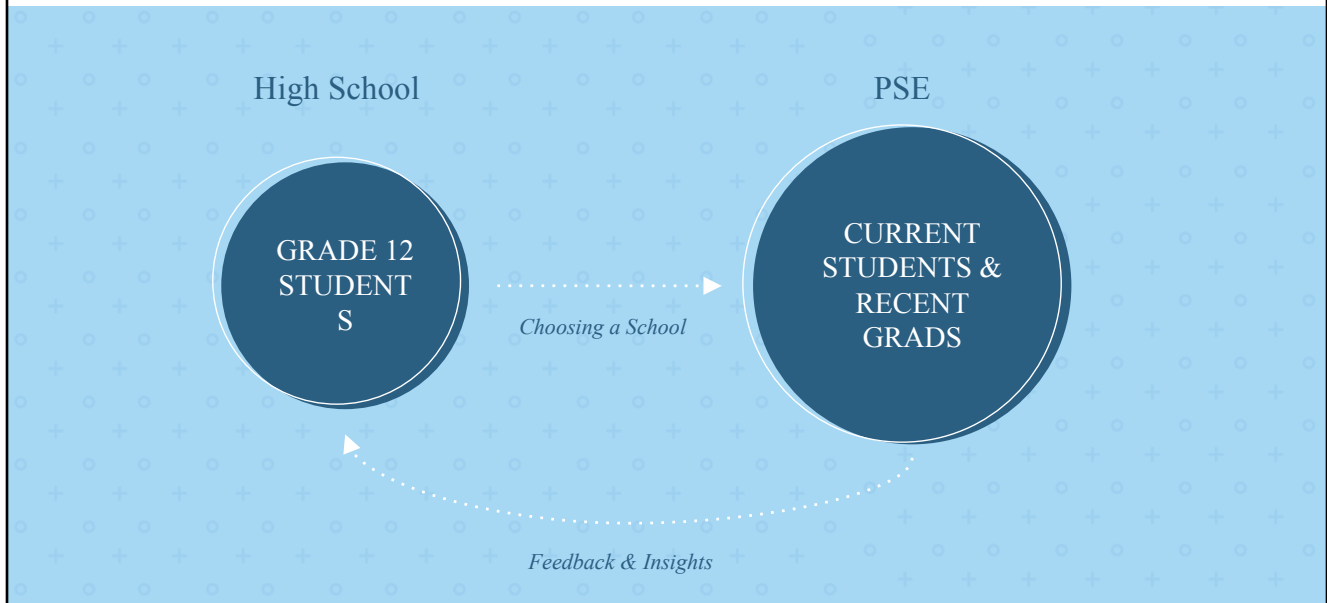 High School
PSE
GRADE 12
STUDENT
S
CURRENT
STUDENTS &
RECENT
GRADS
Choosing a School
Feedback & Insights